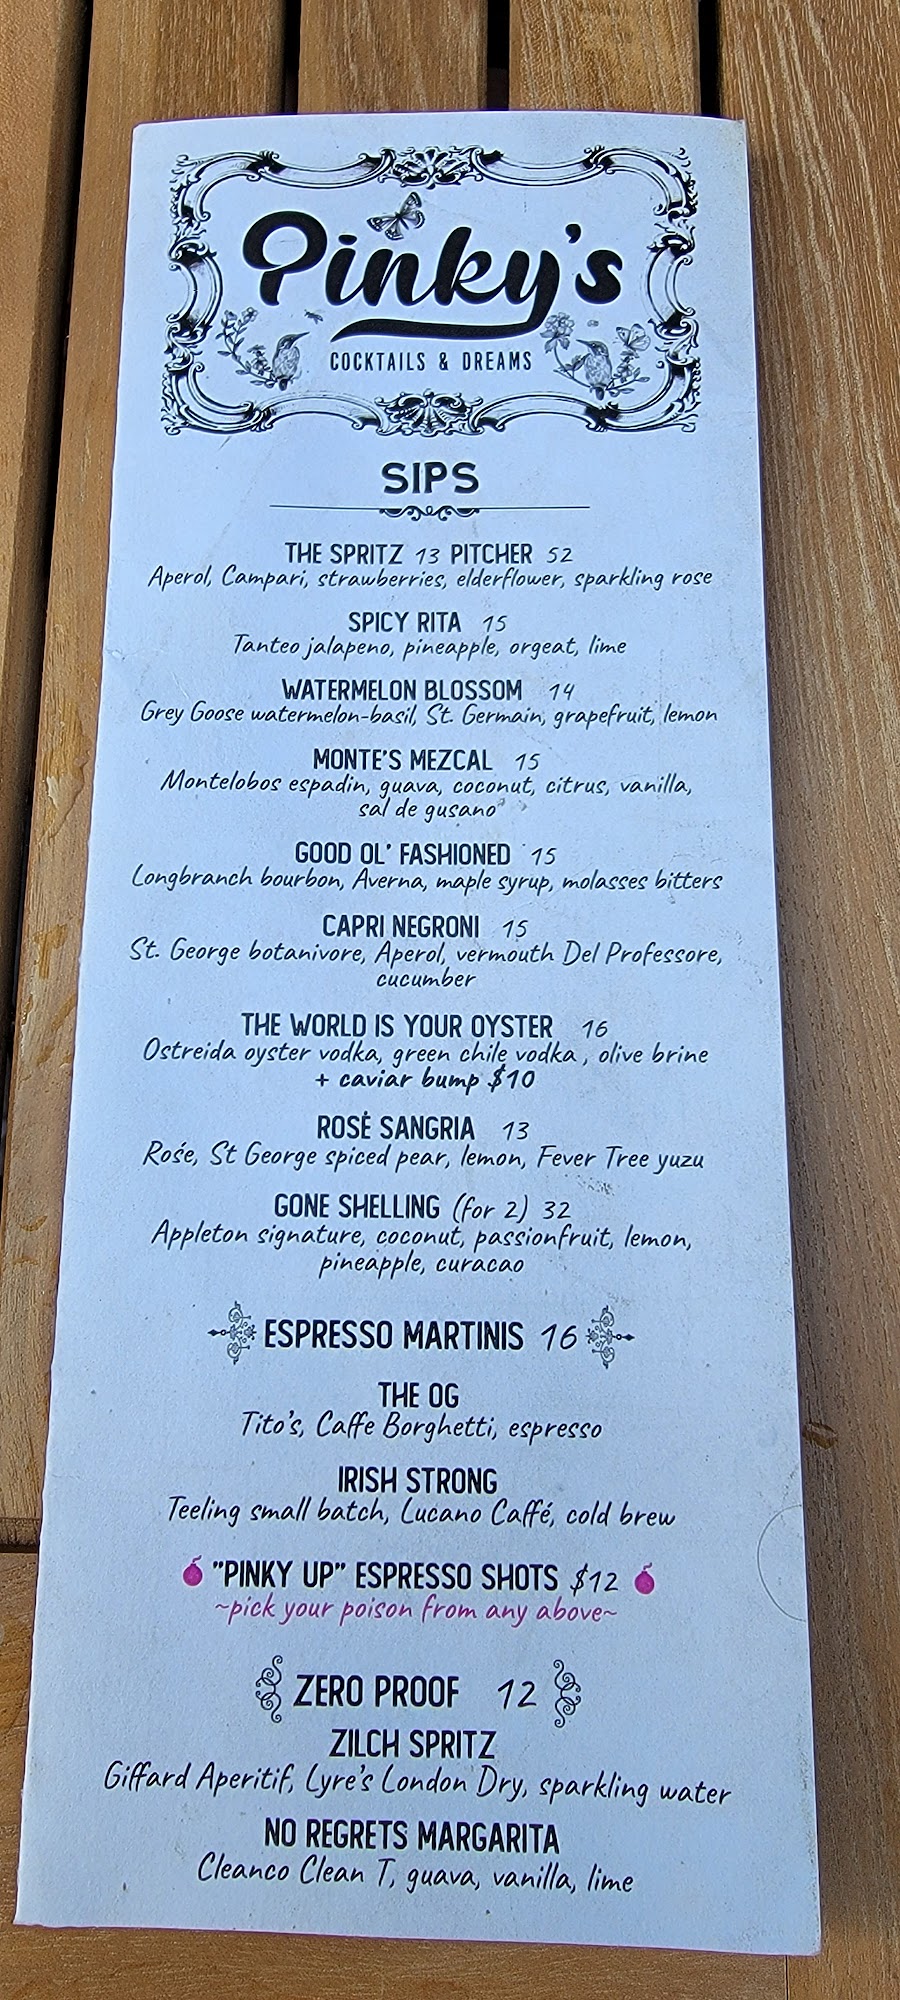 Pinky's
COCKTAILS & DREAMS
SIPS
THE SPRITZ 13 PITCHER 52
Aperol, Campari, strawberries, elderflower, sparkling rose
SPICY RITA 15
Tanteo jalapeno, pineapple, orgeat, lime
WATERMELON BLOSSOM 14
Grey Goose watermelon-basil, St. Germain, grapefruit, lemon
MONTE'S MEZCAL 15
Montelobos espadin, guava, coconut, citrus, vanilla,
sal de gusano
GOOD OL' FASHIONED 15
Longbranch bourbon, Averna, maple syrup, molasses bitters
CAPRI NEGRONI 15
St. George botanivore, Aperol, vermouth Del Professore,
cucumber
THE WORLD IS YOUR OYSTER 16
Ostreida oyster vodka, green chile vodka , olive brine
+ caviar bump $10
ROSÉ SANGRIA 13
Rośe, St George spiced pear, lemon, Fever Tree yuzu
GONE SHELLING (for 2) 32
Appleton signature, coconut, passionfruit, lemon,
pineapple, curacao
ESPRESSO MARTINIS 16
THE OG
Tito's, Caffe Borghetti, espresso
IRISH STRONG
Teeling small batch, Lucano Caffé, cold brew
"PINKY UP" ESPRESSO SHOTS $12
~pick your poison from any above~
ZERO PROOF 12
ZILCH SPRITZ
Giffard Aperitif, Lyre's London Dry, sparkling water
NO REGRETS MARGARITA
Cleanco Clean T, guava, vanilla, lime